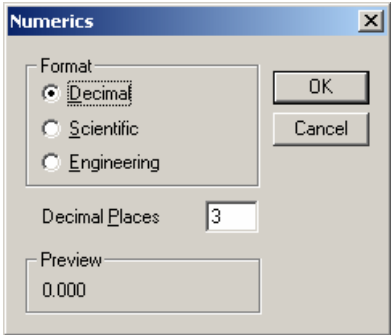 Numerics
Format
Decimal
Scientific
Engineering
OK
Cancel
Decimal Places 3
Preview
0.000